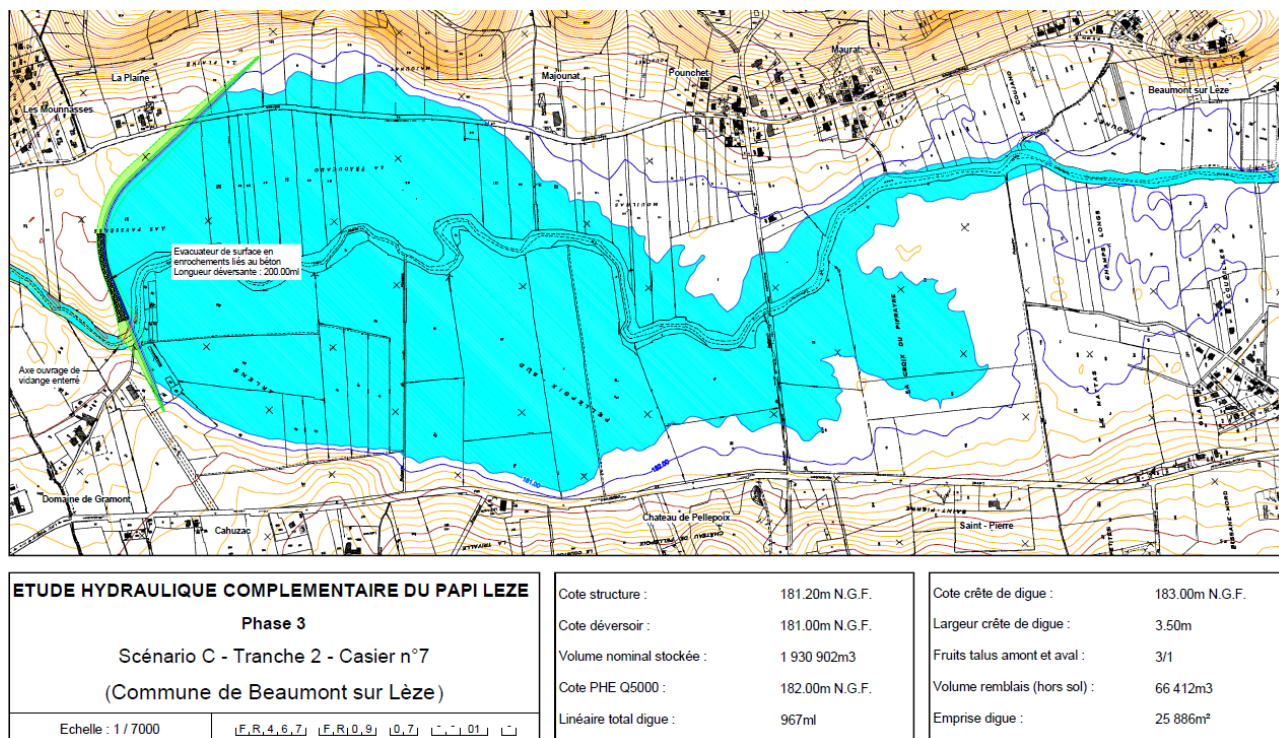 La Plaine
Majounat
Pounchet
Maurat
Les Mounnasses
Beaumont sur Lèze
Evacuateur de surface en
enrochements liés au béton
Longueur déversante : 200.00ml
Axe ouvrage de
vidange enterré
181.00
182.00
Domaine de Gramont
Cahuzac
Chateau de Pellepoix
Saint - Pierre
ETUDE HYDRAULIQUE COMPLEMENTAIRE DU PAPI LEZE
Phase 3
Scénario C - Tranche 2 - Casier n°7
(Commune de Beaumont sur Lèze)
Echelle : 1 / 7000
F,R,4,6,7 F,R,0,9 0,7 -,- 01 -
Cote structure : 181.20m N.G.F.
Cote déversoir : 181.00m N.G.F.
Volume nominal stockée : 1 930 902m3
Cote PHE Q5000 : 182.00m N.G.F.
Linéaire total digue : 967ml
Cote crête de digue : 183.00m N.G.F.
Largeur crête de digue : 3.50m
Fruits talus amont et aval : 3/1
Volume remblais (hors sol) : 66 412m3
Emprise digue : 25 886m²